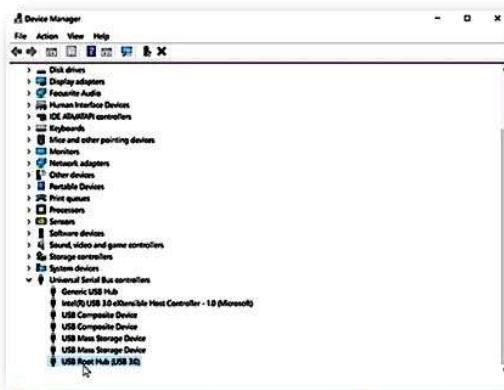 Device Manager
File Action View Help
Disk drives
Display adapters
Focusrite Audio
Human Interface Devices
IDE ATA/ATAPI controllers
Keyboards
Mice and other pointing devices
Monitors
Network adapters
Other devices
Portable Devices
Print queues
Processors
Sensors
Software devices
Sound, video and game controllers
Storage controllers
System devices
Universal Serial Bus controllers
Generic USB Hub
Intel(R) USB 3.0 eXtensible Host Controller - 1.0 (Microsoft)
USB Composite Device
USB Composite Device
USB Mass Storage Device
USB Mass Storage Device
USB Root Hub (USB 3.0)